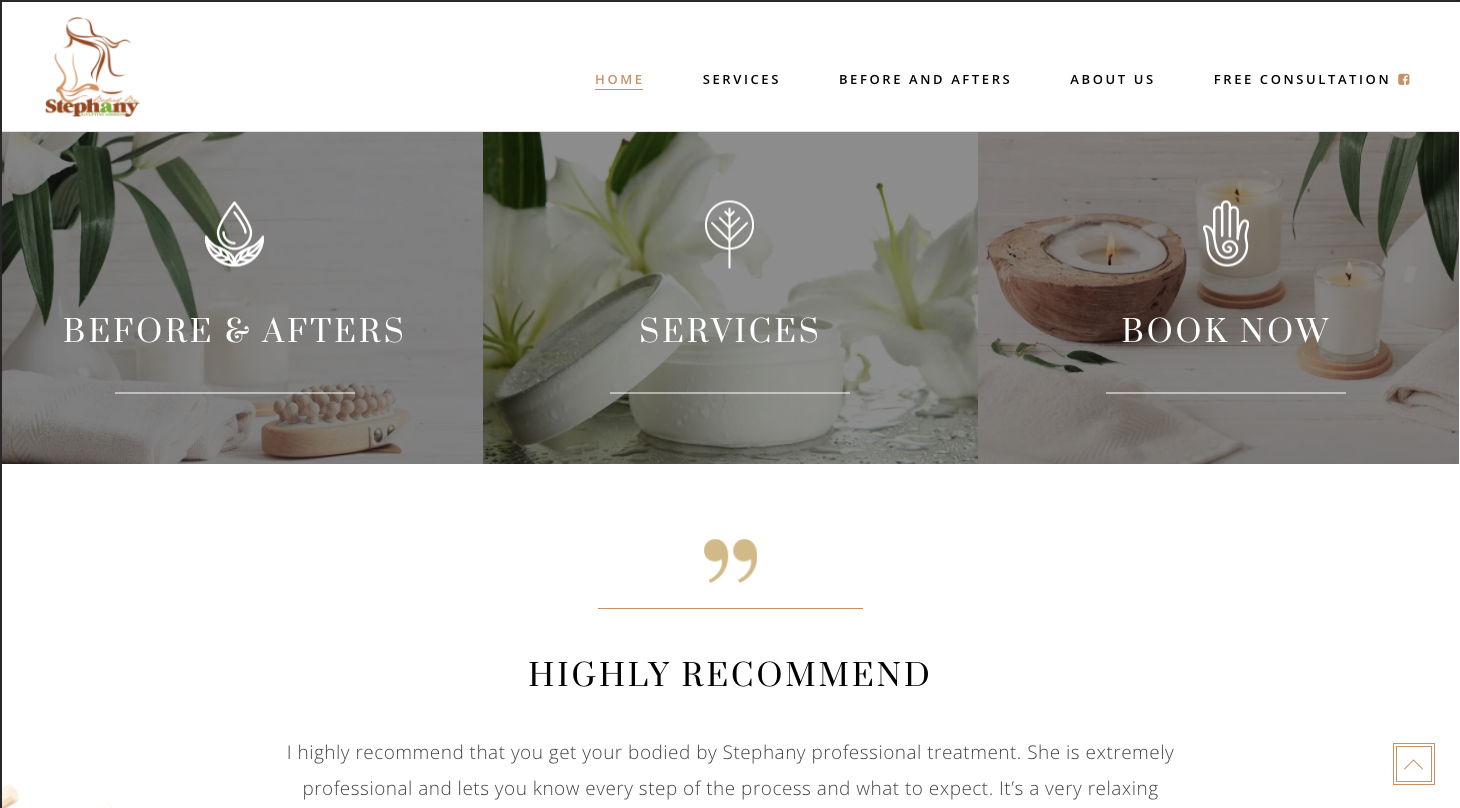 Stephany
HOME
SERVICES
BEFORE AND AFTERS
ABOUT US
FREE CONSULTATION
BEFORE & AFTERS
SERVICES
BOOK NOW
”
HIGHLY RECOMMEND
I highly recommend that you get your bodied by Stephany professional treatment. She is extremely
professional and lets you know every step of the process and what to expect. It’s a very relaxing